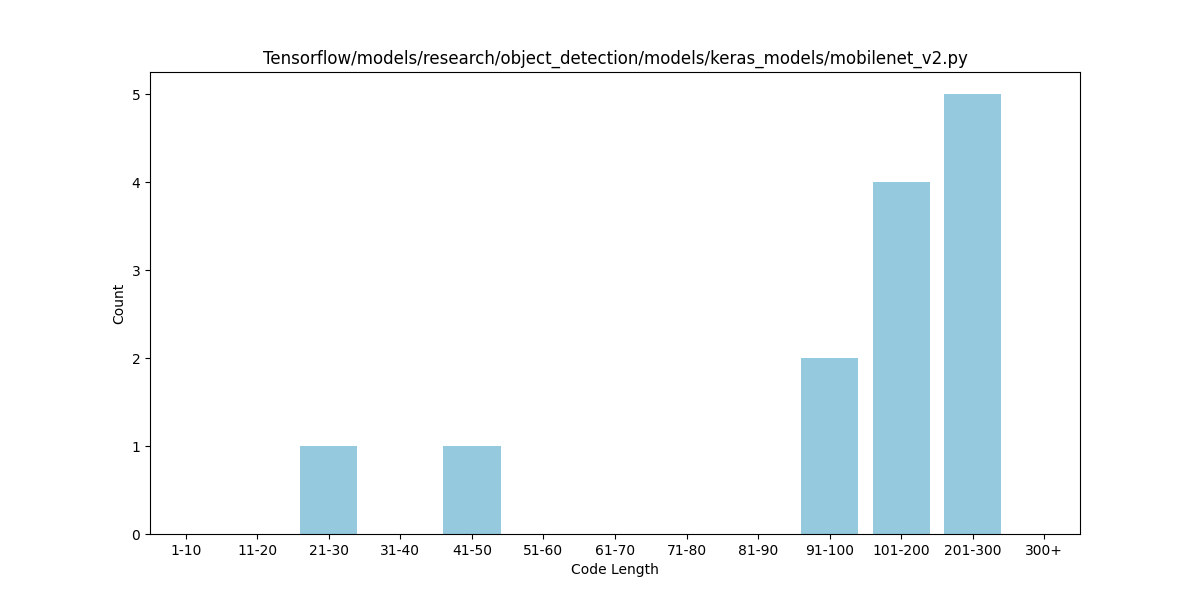 Tensorflow/models/research/object_detection/models/keras_models/mobilenet_v2.py
5
4
3
2
1
0
Count
1-10 11-20 21-30 31-40 41-50 51-60 61-70 71-80 81-90 91-100 101-200 201-300 300+
Code Length